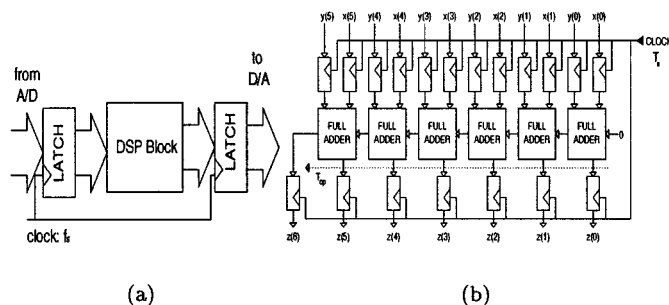 from
A/D
LATCH
DSP Block
to
D/A
LATCH
clock: fs
(a)
y(5) x(5) y(4) x(4) y(3) x(3) y(2) x(2) y(1) x(1) y(0) x(0)
CLOCK
Ts
FULL ADDER
FULL ADDER
FULL ADDER
FULL ADDER
FULL ADDER
FULL ADDER
0
Tcp
z(6) z(5) z(4) z(3) z(2) z(1) z(0)
(b)